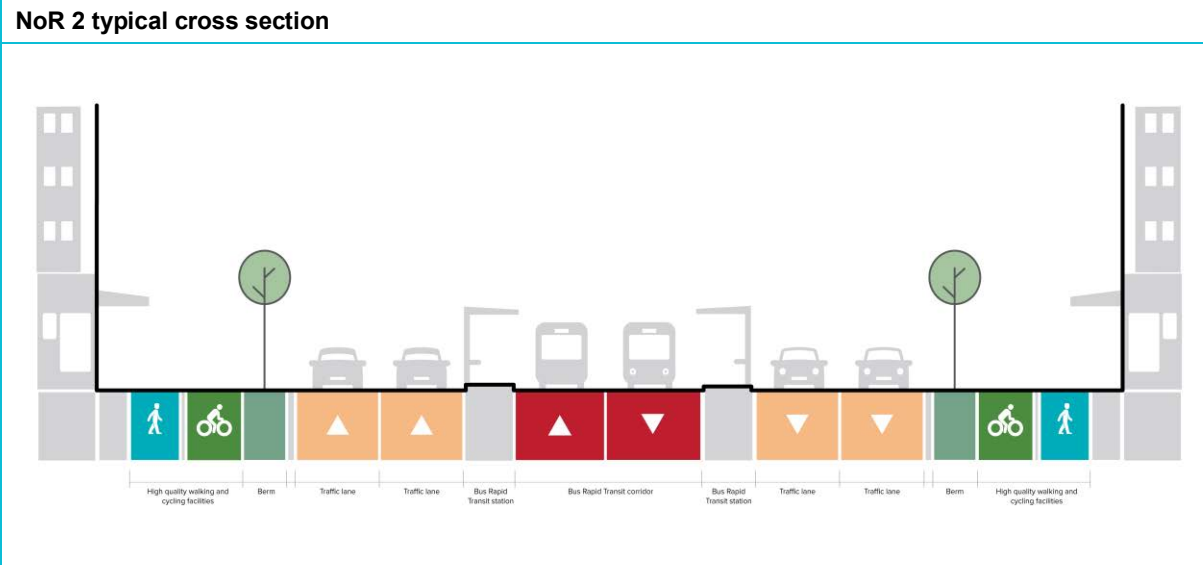 NoR 2 typical cross section
High quality walking and
cycling facilities
Berm
Traffic lane
Traffic lane
Bus Rapid
Transit station
Bus Rapid Transit corridor
Bus Rapid
Transit station
Traffic lane
Traffic lane
Berm
High quality walking and
cycling facilities